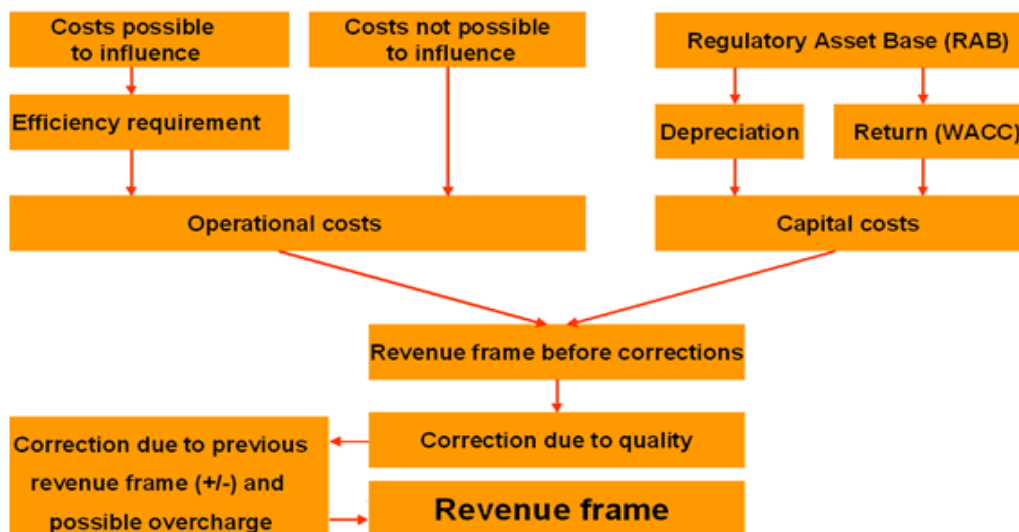 Costs possible
to influence
Costs not possible
to influence
Regulatory Asset Base (RAB)
Efficiency requirement
Depreciation
Return (WACC)
Operational costs
Capital costs
Revenue frame before corrections
Correction due to quality
Correction due to previous
revenue frame (+/-) and
possible overcharge
Revenue frame